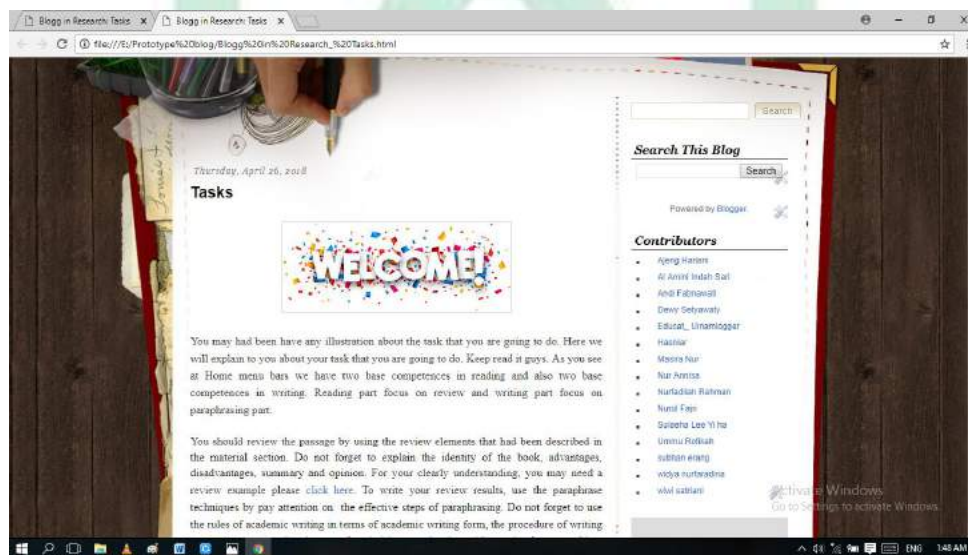 Blogg in Research: Tasks
Blogg in Research: Tasks
file:///E:/Prototype%20blog/Blogg%20in%20Research_%20Tasks.html
Search
Thursday, April 26, 2018
Tasks
WELCOME!
You may had been have any illustration about the task that you are going to do. Here we
will explain to you about your task that you are going to do. Keep read it guys. As you see
at Home menu bars we have two base competences in reading and also two base
competences in writing. Reading part focus on review and writing part focus on
paraphrasing part.
You should review the passage by using the review elements that had been described in
the material section. Do not forget to explain the identity of the book, advantages,
disadvantages, summary and opinion. For your clearly understanding, you may need a
review example please click here. To write your review results, use the paraphrase
techniques by pay attention on the effective steps of paraphrasing. Do not forget to use
the rules of academic writing in terms of academic writing form, the procedure of writing
Search This Blog
Search
Powered by Blogger.
Contributors
Ajeng Hariani
Al Amini Indah Sari
Andi
Dewy Setyawaty
Educat_ Uinamlogger
Hasniar
Masira Nur
Nur Annisa
Nurfadilah Rahman
Nurul Fajri
Suleeha Lee Yi ha
Ummu
subhan erang
widya nurfaradina
wiwi satriani
Activate Windows
Go to Settings to activate Windows.
ENG
1:48 AM